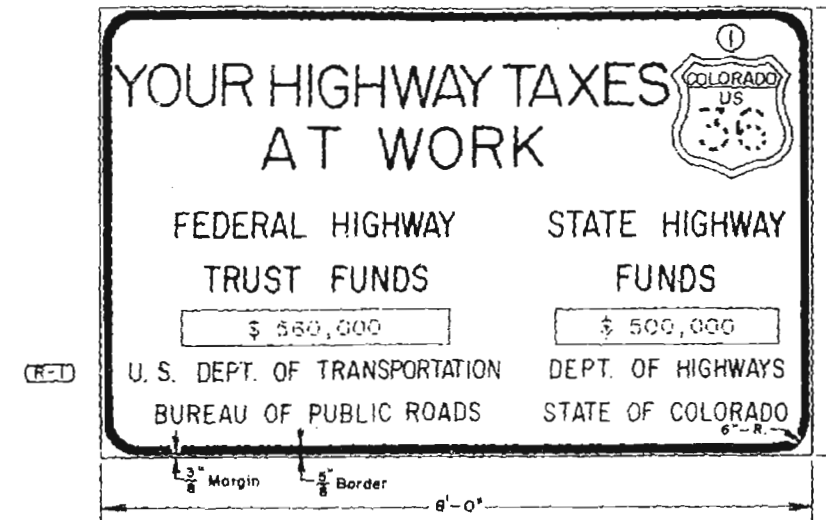 ①
YOUR HIGHWAY TAXES
AT WORK
COLORADO
US
36
FEDERAL HIGHWAY
TRUST FUNDS
$ 560,000
STATE HIGHWAY
FUNDS
$ 500,000
R-1
U. S. DEPT. OF TRANSPORTATION
BUREAU OF PUBLIC ROADS
DEPT. OF HIGHWAYS
STATE OF COLORADO
6"-R.
3/8" Margin
5/8" Border
8'-0"